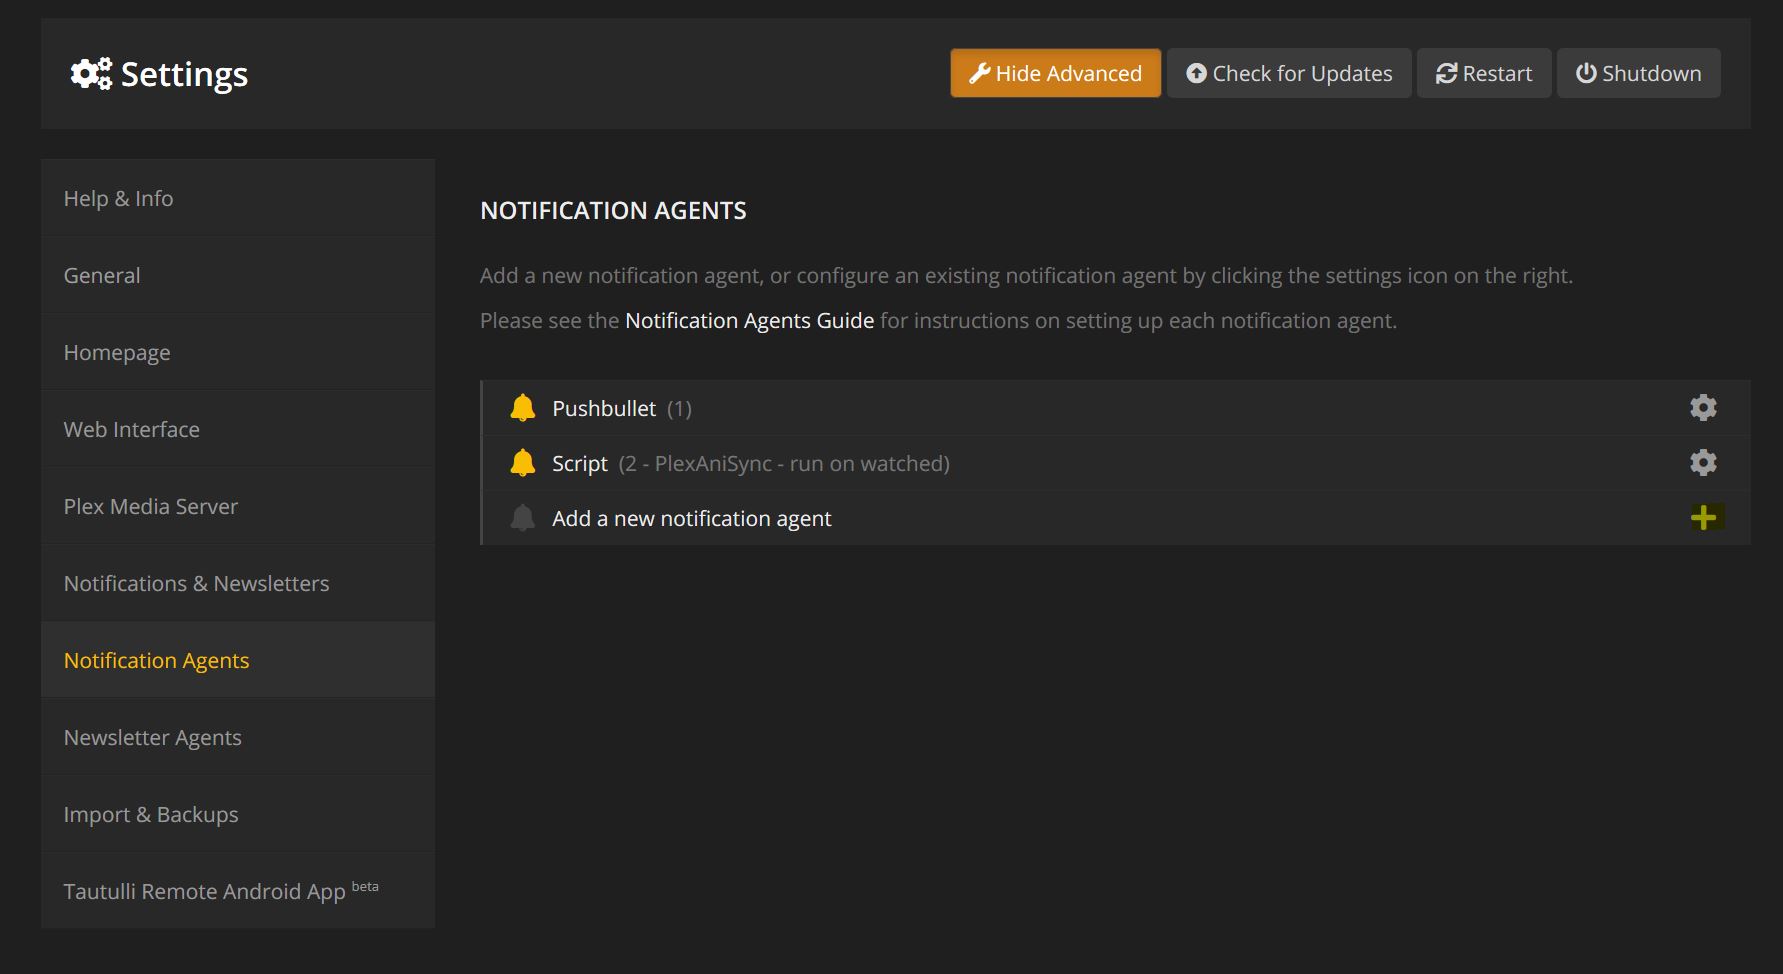 Settings
Hide Advanced
Check for Updates
Restart
Shutdown
Help & Info
General
Homepage
Web Interface
Plex Media Server
Notifications & Newsletters
Notification Agents
Newsletter Agents
Import & Backups
Tautulli Remote Android App beta
NOTIFICATION AGENTS
Add a new notification agent, or configure an existing notification agent by clicking the settings icon on the right.
Please see the Notification Agents Guide for instructions on setting up each notification agent.
Pushbullet (1)
Script (2 - PlexAniSync - run on watched)
Add a new notification agent